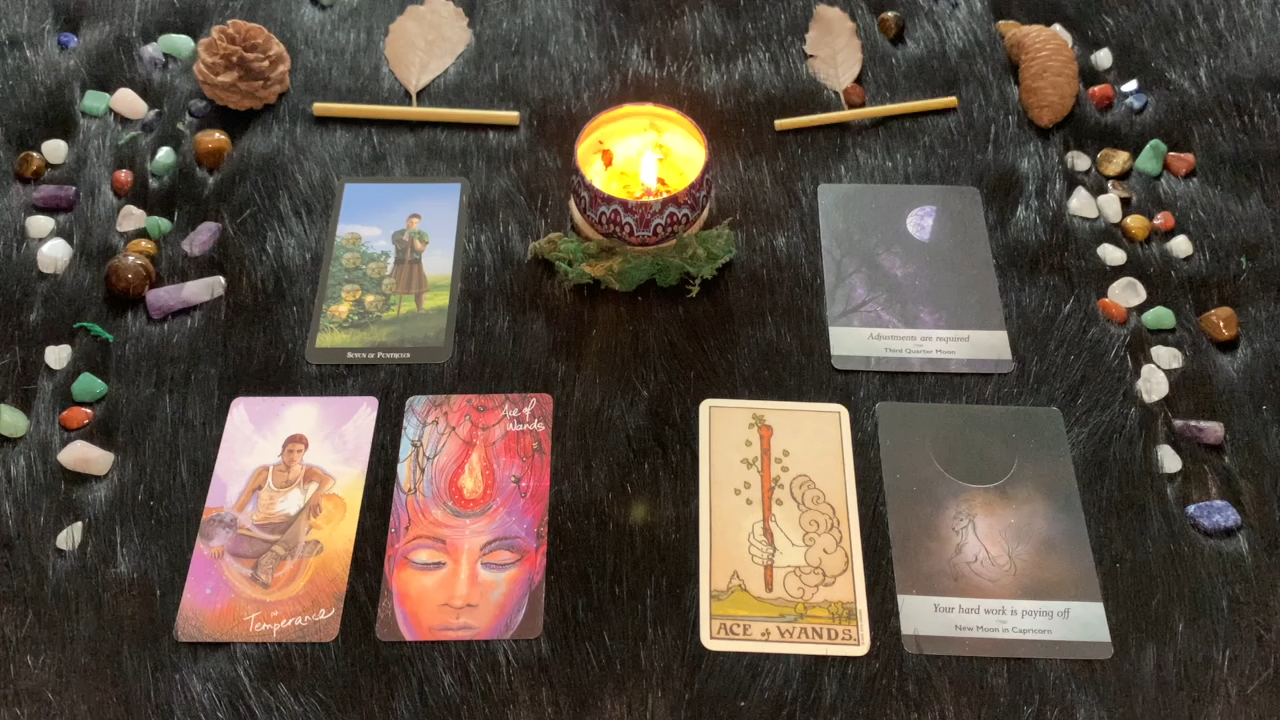 Seven of Pentacles
Adjustments are required
Third Quarter Moon
Temperance
Ace of
Wands
ACE of WANDS.
Your hard work is paying off
New Moon in Capricorn